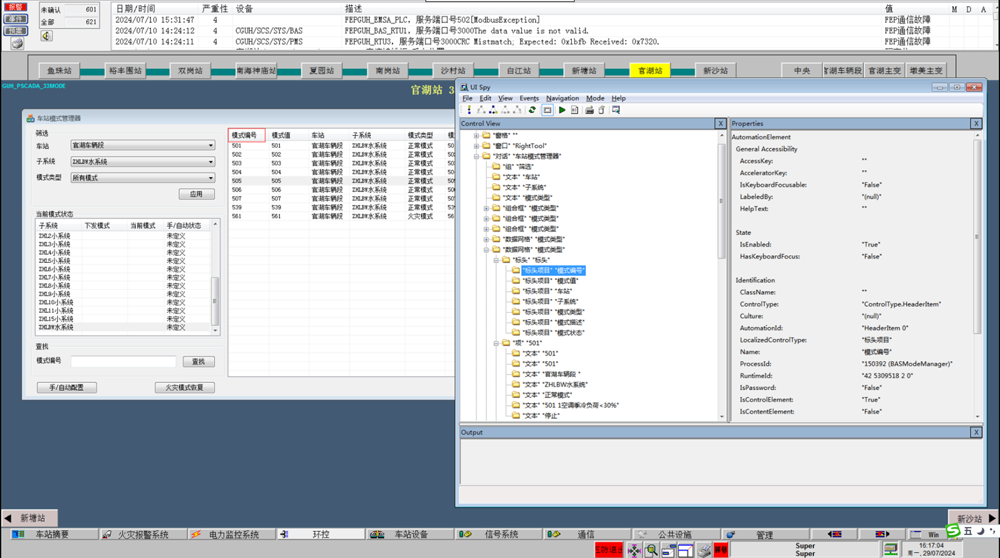 报警
事件
预案
未确认 601
全部 621
日期/时间 严重性 设备 描述 值 M D A
2024/07/10 15:31:47 4 FEPGUH_EMSA_PLC, 服务端口号502[ModbusException] FEP通信故障
2024/07/10 14:24:12 4 CGUH/SCS/SYS/BAS FEPGUH_BAS_RTU1, 服务端口号3000The data value is not valid. FEP通信故障
2024/07/10 14:24:11 4 CGUH/SCS/SYS/PMS FEPGUH_RTU3, 服务端口号3000CRC Mistmatch; Expected: 0x1bfb Received: 0x7320. FEP通信故障
鱼珠站 裕丰围站 双岗站 南海神庙站 夏园站 南岗站 沙村站 白江站 新塘站 官湖站 新沙站 中央 官湖车辆段 官湖主变 墩美主变
GUH_PSCADA_33MODE
官湖站 3
车站模式管理器
筛选
车站 官湖车辆段
子系统 ZHLBW水系统
模式类型 所有模式
应用
当前模式状态
子系统 下发模式 当前模式 手/自动状态
ZHL2小系统 未定义
ZHL3小系统 未定义
ZHL4小系统 未定义
ZHL5小系统 未定义
ZHL6小系统 未定义
ZHL7小系统 未定义
ZHL8小系统 未定义
ZHL9小系统 未定义
ZHL10小系统 未定义
ZHL11小系统 未定义
ZHL15小系统 未定义
ZHLBW水系统 未定义
查找
模式编号 查找
手/自动配置 火灾模式恢复
模式编号 模式值 车站 子系统 模式类型 模
501 501 官湖车辆段 ZHLBW水系统 正常模式 50
502 502 官湖车辆段 ZHLBW水系统 正常模式 50
503 503 官湖车辆段 ZHLBW水系统 正常模式 50
504 504 官湖车辆段 ZHLBW水系统 正常模式 50
505 505 官湖车辆段 ZHLBW水系统 正常模式 50
506 506 官湖车辆段 ZHLBW水系统 正常模式 50
507 507 官湖车辆段 ZHLBW水系统 正常模式 50
539 539 官湖车辆段 ZHLBW水系统 正常模式 53
561 561 官湖车辆段 ZHLBW水系统 火灾模式 56
UI Spy
File Edit View Events Navigation Mode Help
Control View X
"窗格" ""
"窗口" "RightTool"
"对话" "车站模式管理器"
"组" "筛选"
"文本" "车站"
"文本" "子系统"
"文本" "模式类型"
"组合框" "模式类型"
"组合框" "模式类型"
"组合框" "模式类型"
"数据网格" "模式类型"
"数据网格" "模式类型"
"标头" "标头"
"标头项目" "模式编号"
"标头项目" "模式值"
"标头项目" "车站"
"标头项目" "子系统"
"标头项目" "模式类型"
"标头项目" "模式描述"
"标头项目" "模式状态"
"项" "501"
"文本" "501"
"文本" "501"
"文本" "官湖车辆段 "
"文本" "ZHLBW水系统"
"文本" "正常模式"
"文本" "501 1空调季冷负荷<30%"
"文本" "停止"
Properties X
AutomationElement
General Accessibility
AccessKey: ""
AcceleratorKey: ""
IsKeyboardFocusable: "False"
LabeledBy: "(null)"
HelpText: ""
State
IsEnabled: "True"
HasKeyboardFocus: "False"
Identification
ClassName: ""
ControlType: "ControlType.HeaderItem"
Culture: "(null)"
AutomationId: "HeaderItem 0"
LocalizedControlType: "标头项目"
Name: "模式编号"
ProcessId: "150392 (BASModeManager)"
RuntimeId: "42 5309518 2 0"
IsPassword: "False"
IsControlElement: "True"
IsContentElement: "False"
Output X
新塘站 新沙站
车站摘要 火灾报警系统 电力监控系统 环控 车站设备 信号系统 通信 公共设施 管理 Win
五
Super
Super
16:17:04
周一, 29/07/2024